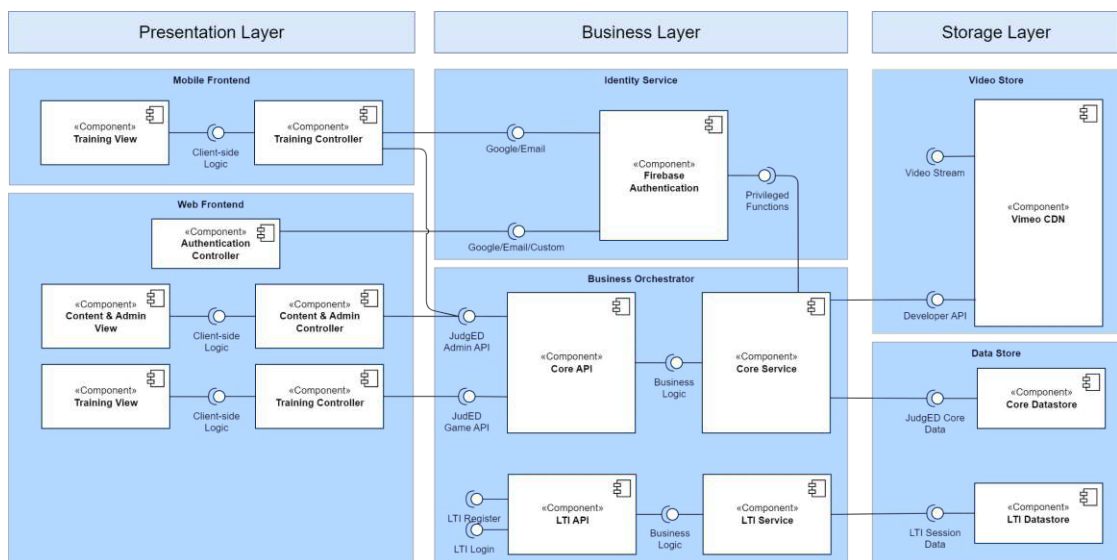 Presentation Layer
Business Layer
Storage Layer
Mobile Frontend
«Component»
Training View
Client-side
Logic
«Component»
Training Controller
Web Frontend
«Component»
Authentication
Controller
«Component»
Content & Admin
View
Client-side
Logic
«Component»
Content & Admin
Controller
«Component»
Training View
Client-side
Logic
«Component»
Training Controller
Identity Service
Google/Email
«Component»
Firebase
Authentication
Privileged
Functions
Google/Email/Custom
Business Orchestrator
JudgED
Admin API
«Component»
Core API
Business
Logic
«Component»
Core Service
JudED
Game API
LTI Register
LTI Login
«Component»
LTI API
Business
Logic
«Component»
LTI Service
Video Store
Video Stream
«Component»
Vimeo CDN
Developer API
Data Store
JudgED Core
Data
«Component»
Core Datastore
LTI Session
Data
«Component»
LTI Datastore